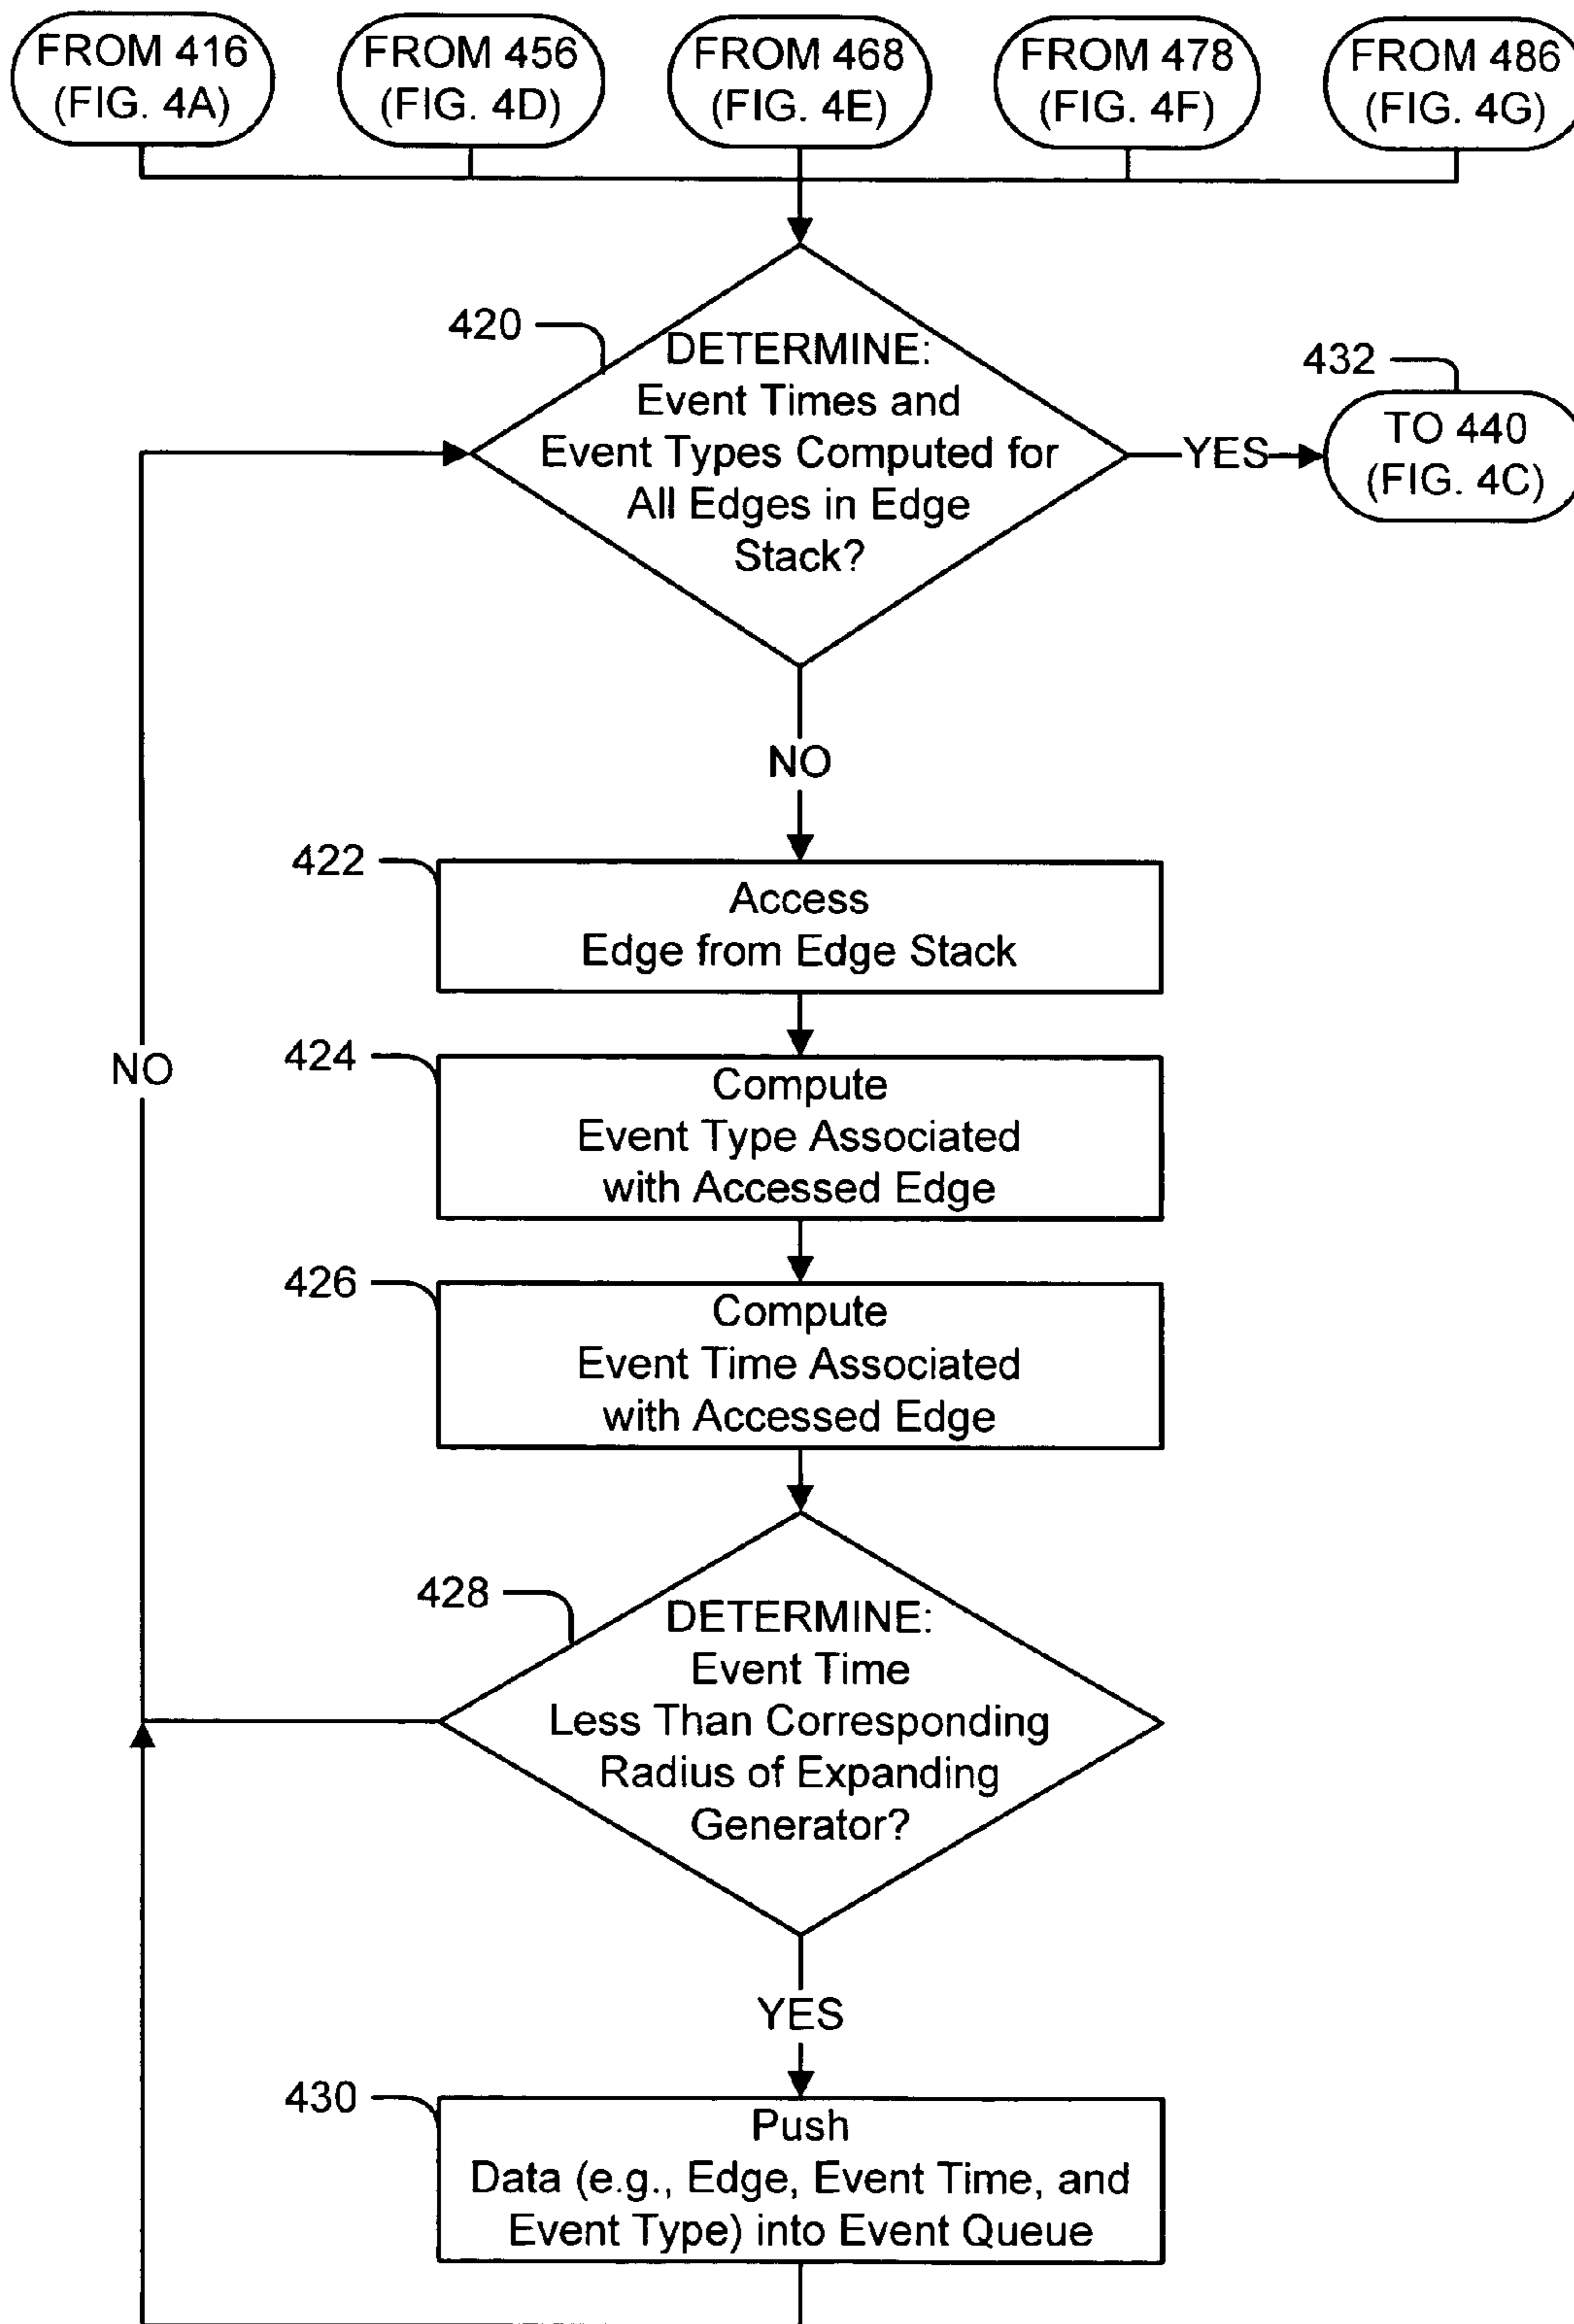 FROM 416
(FIG. 4A)
FROM 456
(FIG. 4D)
FROM 468
(FIG. 4E)
FROM 478
(FIG. 4F)
FROM 486
(FIG. 4G)
420
DETERMINE:
Event Times and
Event Types Computed for
All Edges in Edge
Stack?
YES
432
TO 440
(FIG. 4C)
NO
422
Access
Edge from Edge Stack
424
Compute
Event Type Associated
with Accessed Edge
NO
426
Compute
Event Time Associated
with Accessed Edge
428
DETERMINE:
Event Time
Less Than Corresponding
Radius of Expanding
Generator?
YES
430
Push
Data (e.g., Edge, Event Time, and
Event Type) into Event Queue